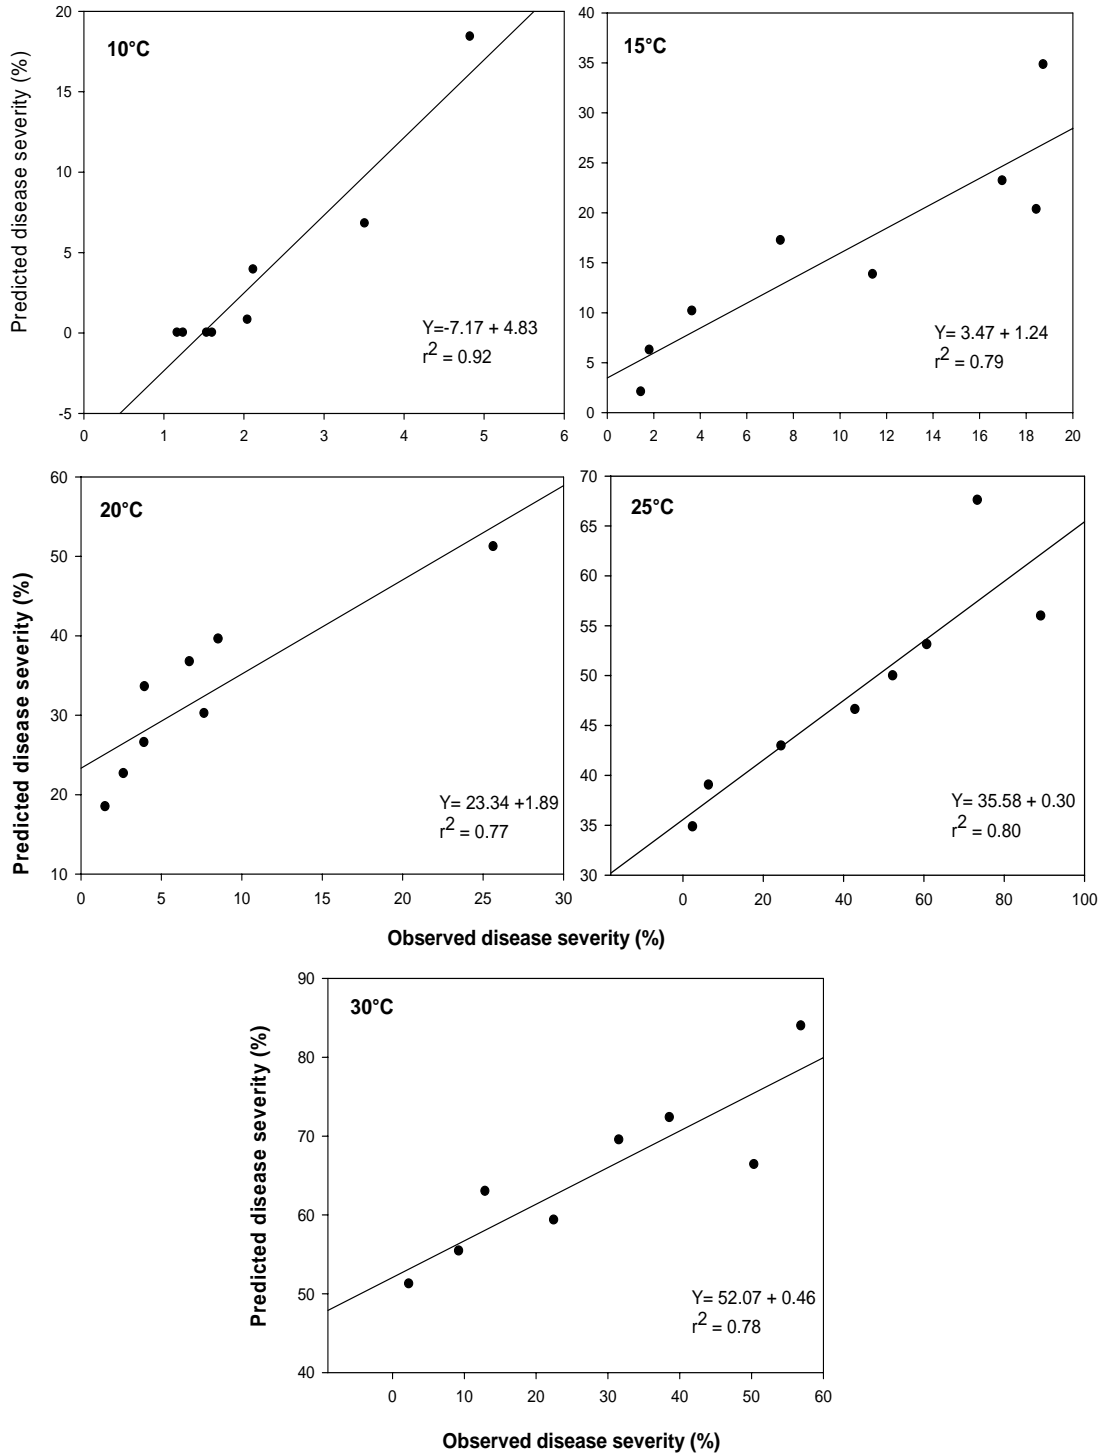 10°C
Predicted disease severity (%)
20
15
10
5
0
-5
0 1 2 3 4 5 6
Y=-7.17 + 4.83
r2 = 0.92
15°C
40
35
30
25
20
15
10
5
0
0 2 4 6 8 10 12 14 16 18 20
Y= 3.47 + 1.24
r2 = 0.79
20°C
Predicted disease severity (%)
60
50
40
30
20
10
0 5 10 15 20 25 30
Y= 23.34 +1.89
r2 = 0.77
25°C
70
65
60
55
50
45
40
35
30
0 20 40 60 80 100
Y= 35.58 + 0.30
r2 = 0.80
Observed disease severity (%)
30°C
Predicted disease severity (%)
90
80
70
60
50
40
0 10 20 30 40 50 60
Y= 52.07 + 0.46
r2 = 0.78
Observed disease severity (%)